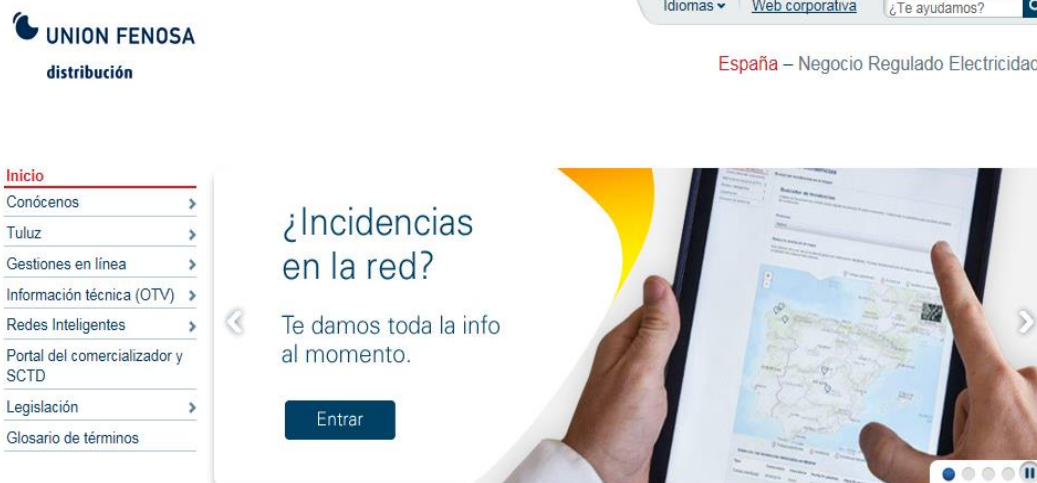 Idiomas
Web corporativa
¿Te ayudamos?
UNION FENOSA
distribución
España – Negocio Regulado Electricidad
Inicio
Conócenos
Tuluz
Gestiones en línea
Información técnica (OTV)
Redes Inteligentes
Portal del comercializador y
SCTD
Legislación
Glosario de términos
¿Incidencias
en la red?
Te damos toda la info
al momento.
Entrar